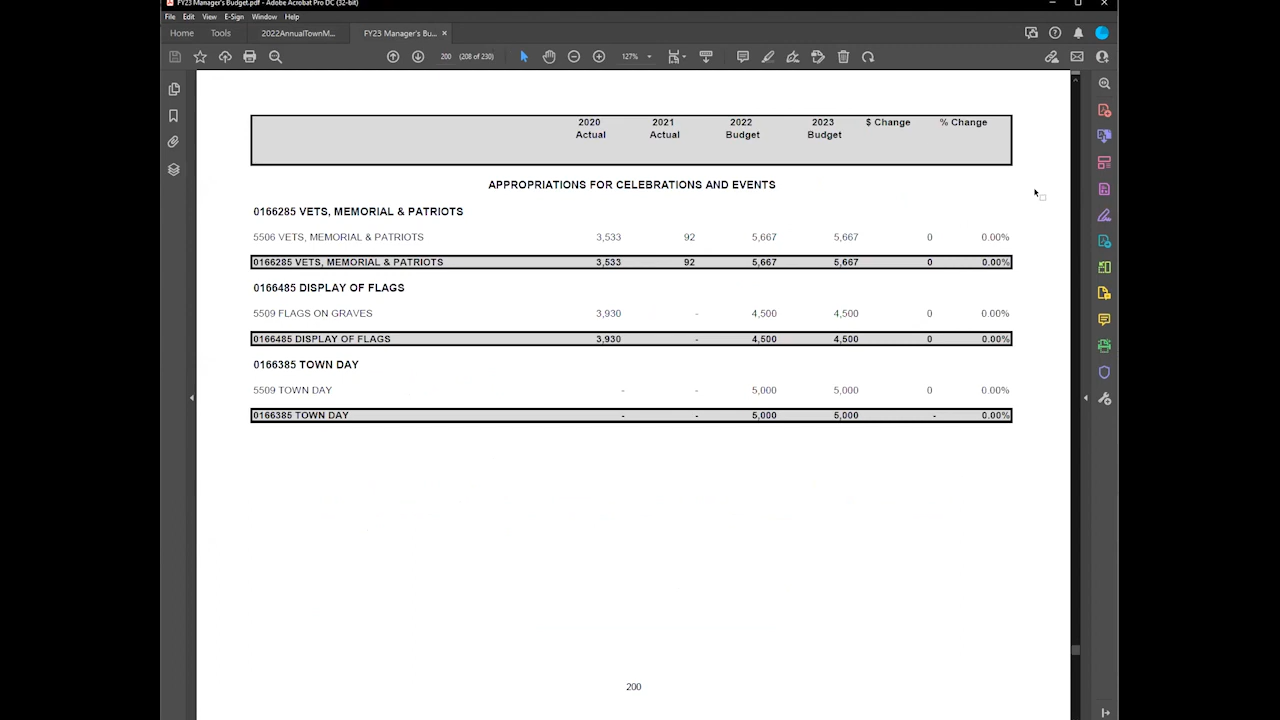 FY23 Manager's Budget.pdf - Adobe Acrobat Pro DC (32-bit)
File Edit View E-Sign Window Help
Home Tools 2022AnnualTownM... FY23 Manager's Bu... ×
200 (208 of 230) 127%
2020 Actual 2021 Actual 2022 Budget 2023 Budget $ Change % Change
APPROPRIATIONS FOR CELEBRATIONS AND EVENTS
0166285 VETS, MEMORIAL & PATRIOTS
5506 VETS, MEMORIAL & PATRIOTS 3,533 92 5,667 5,667 0 0.00%
0166285 VETS, MEMORIAL & PATRIOTS 3,533 92 5,667 5,667 0 0.00%
0166485 DISPLAY OF FLAGS
5509 FLAGS ON GRAVES 3,930 - 4,500 4,500 0 0.00%
0166485 DISPLAY OF FLAGS 3,930 - 4,500 4,500 0 0.00%
0166385 TOWN DAY
5509 TOWN DAY - - 5,000 5,000 0 0.00%
0166385 TOWN DAY - - 5,000 5,000 - 0.00%
200